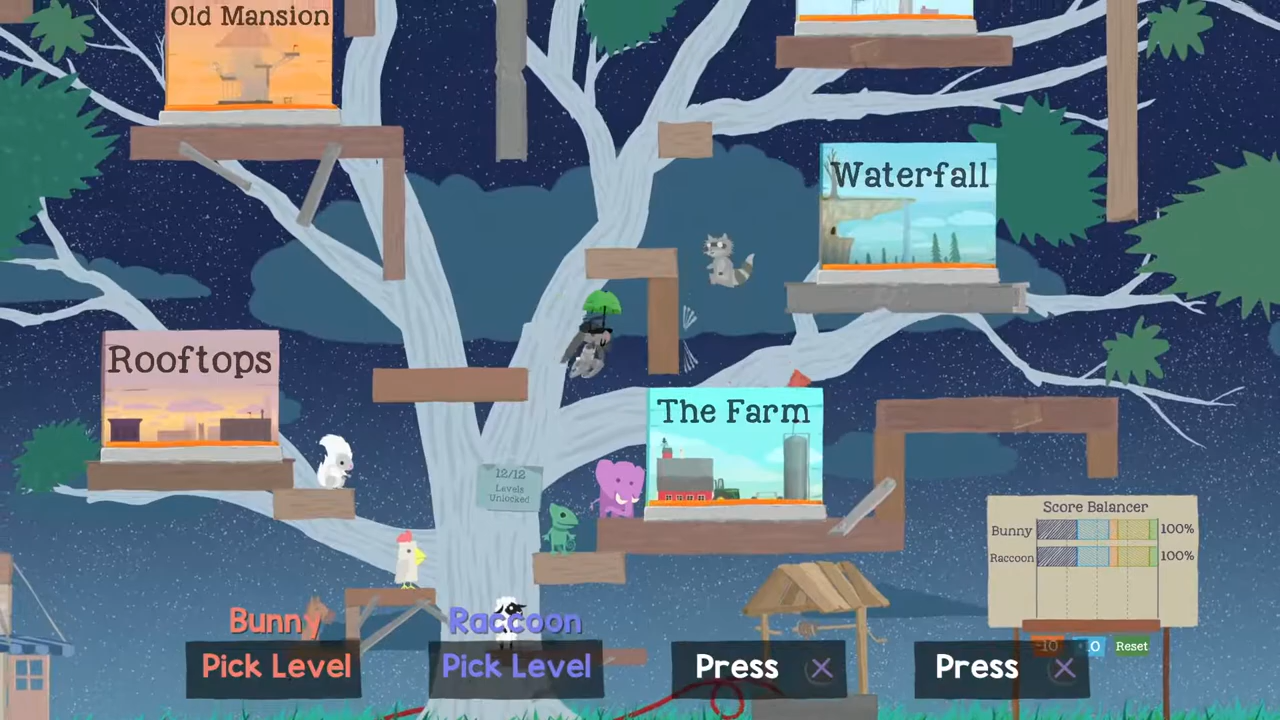 Old Mansion
Waterfall
Rooftops
The Farm
12/12
Levels
Unlocked
Score Balancer
Bunny 100%
Raccoon 100%
-10 Reset
Bunny
Pick Level
Raccoon
Pick Level
Press
Press